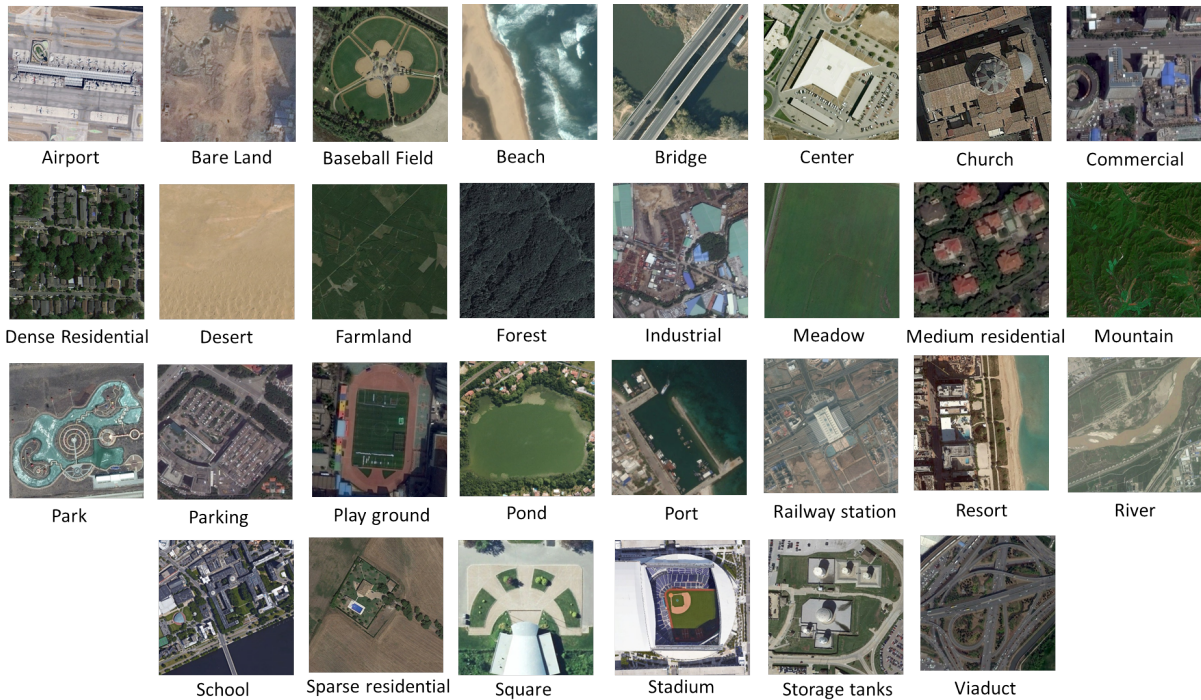 Airport
Bare Land
Baseball Field
Beach
Bridge
Center
Church
Commercial
Dense Residential
Desert
Farmland
Forest
Industrial
Meadow
Medium residential
Mountain
Park
Parking
Play ground
Pond
Port
Railway station
Resort
River
School
Sparse residential
Square
Stadium
Storage tanks
Viaduct